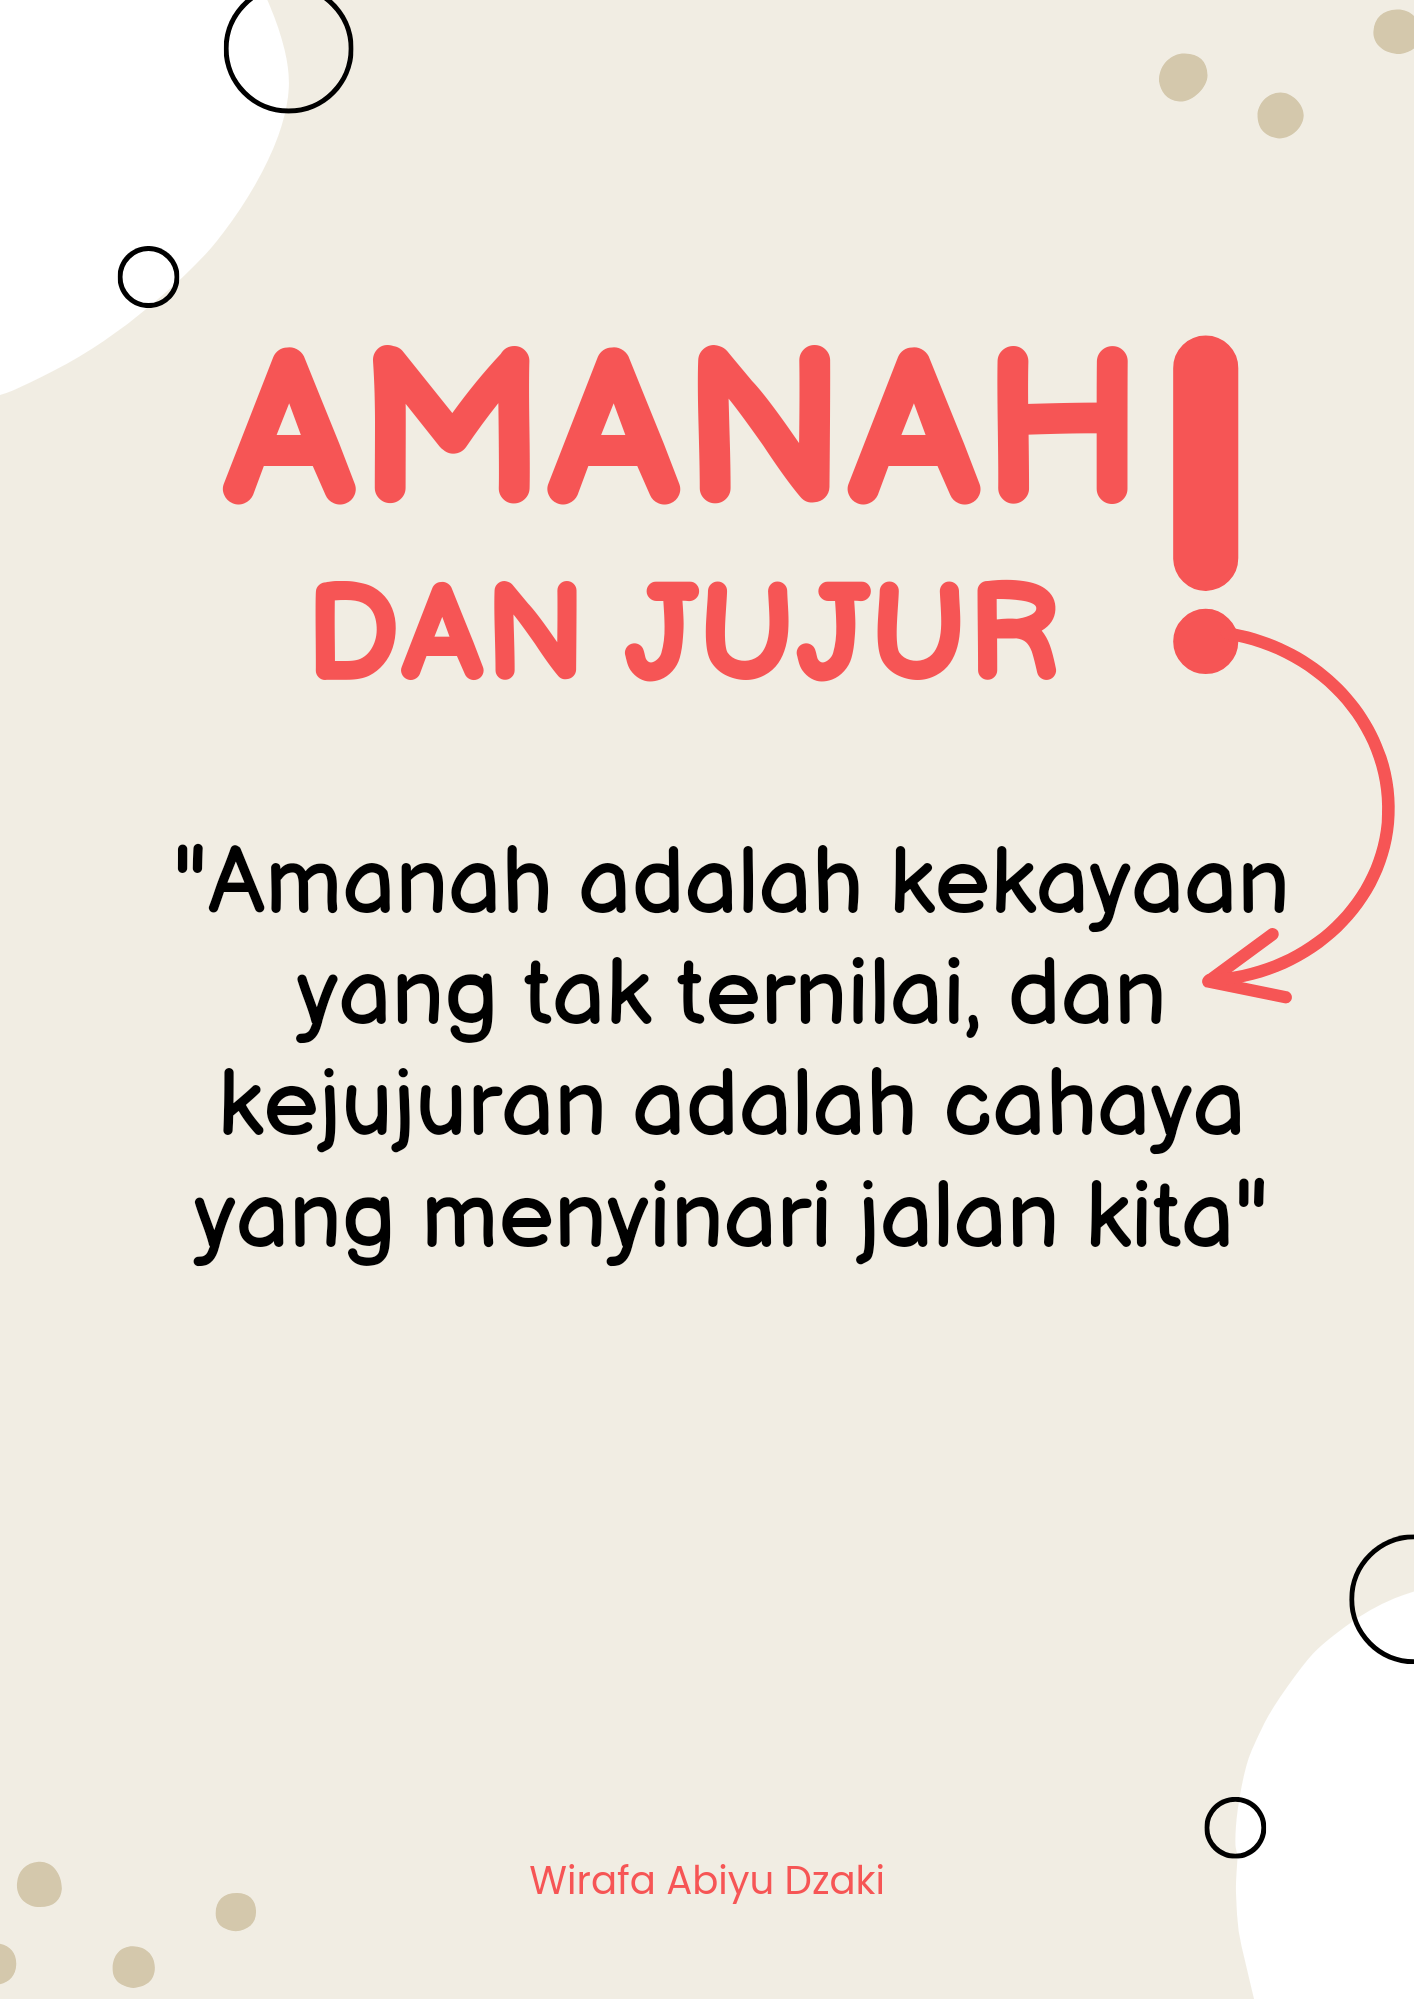 AMANAH!
DAN JUJUR
"Amanah adalah kekayaan
yang tak ternilai, dan
kejujuran adalah cahaya
yang menyinari jalan kita"
Wirafa Abiyu Dzaki